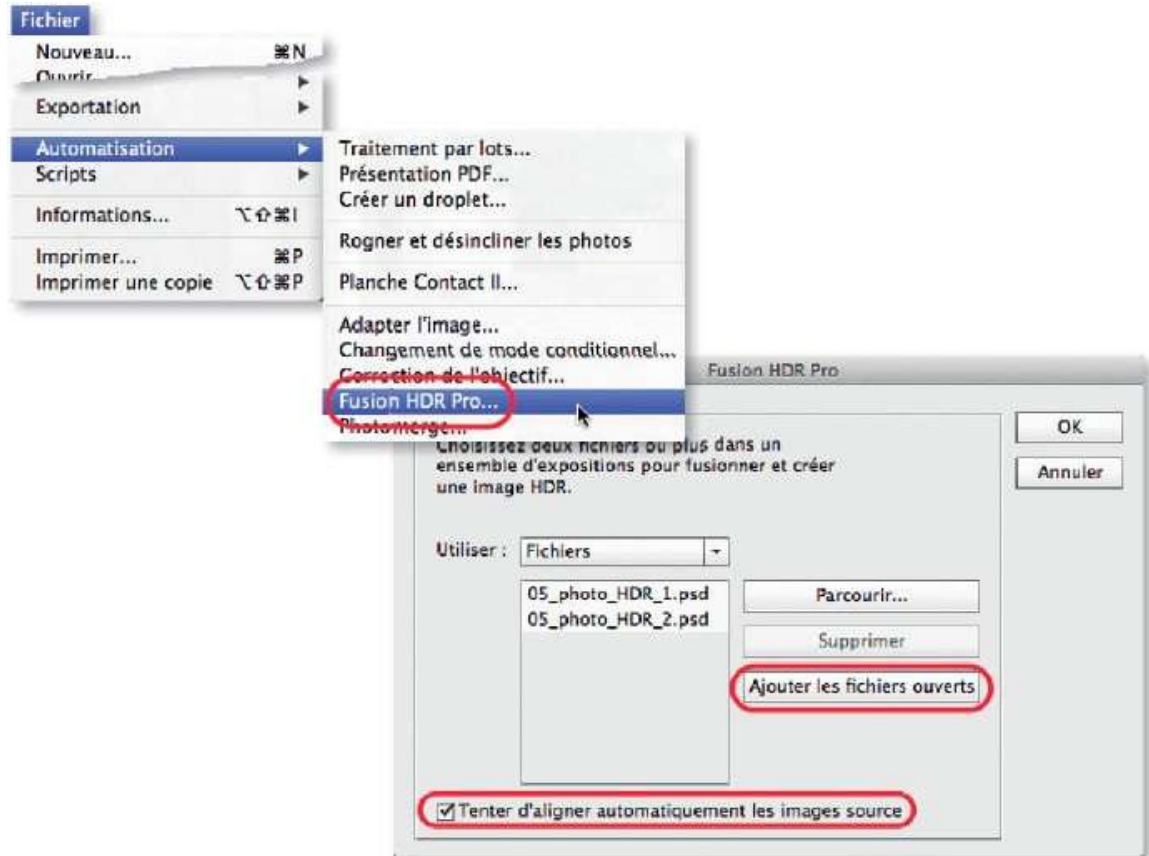 Fichier
Nouveau... ⌘N
Ouvrir
Exportation
Automatisation
Scripts
Informations... ⌥⇧⌘I
Imprimer... ⌘P
Imprimer une copie ⌥⇧⌘P
Traitement par lots...
Présentation PDF...
Créer un droplet...
Rogner et désincliner les photos
Planche Contact II...
Adapter l'image...
Changement de mode conditionnel...
Correction de l'objectif...
Fusion HDR Pro...
Photomerge...
Fusion HDR Pro
Choisissez deux fichiers ou plus dans un
ensemble d'expositions pour fusionner et créer
une image HDR.
OK
Annuler
Utiliser : Fichiers
05_photo_HDR_1.psd
05_photo_HDR_2.psd
Parcourir...
Supprimer
Ajouter les fichiers ouverts
Tenter d'aligner automatiquement les images source